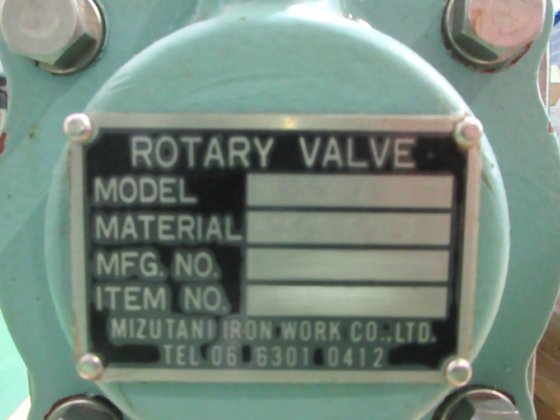 ROTARY VALVE
MODEL
MATERIAL
MFG. NO.
ITEM NO.
MIZUTANI IRON WORK CO.,LTD.
TEL 06 6301 0412